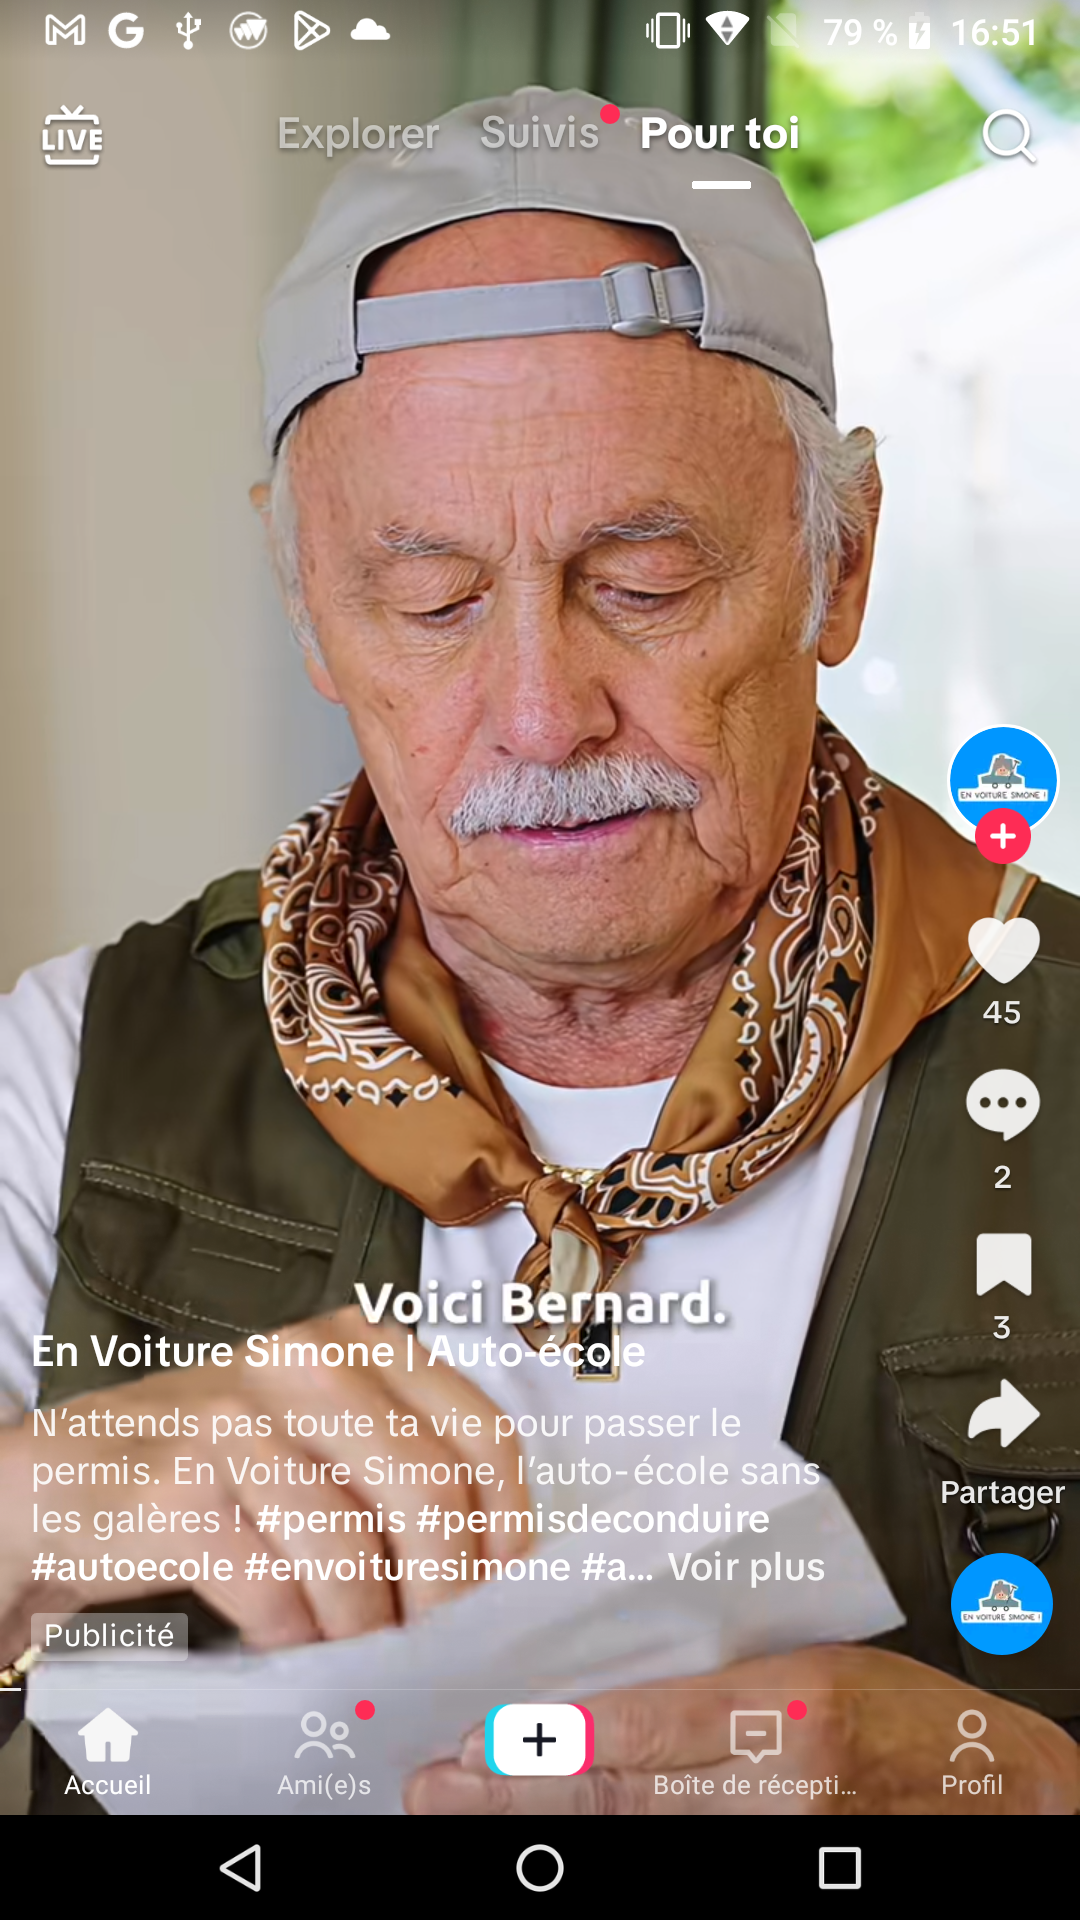 79 % 16:51
LIVE Explorer Suivis Pour toi
EN VOITURE SIMONE !
45
2
3
Partager
Voici Bernard.
En Voiture Simone | Auto-école
N’attends pas toute ta vie pour passer le
permis. En Voiture Simone, l’auto-école sans
les galères ! #permis #permisdeconduire
#autoecole #envoituresimone #a... Voir plus
EN VOITURE SIMONE !
Publicité
Accueil Ami(e)s Boîte de récepti... Profil